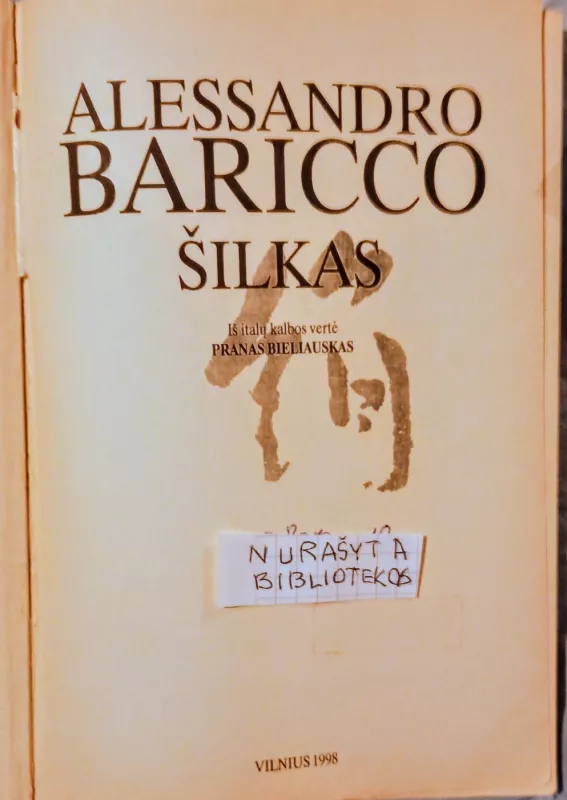 ALESSANDRO
BARICCO
ŠILKAS
Iš italų kalbos vertė
PRANAS BIELIAUSKAS
NURAŠYTA
BIBLIOTEKOS
VILNIUS 1998